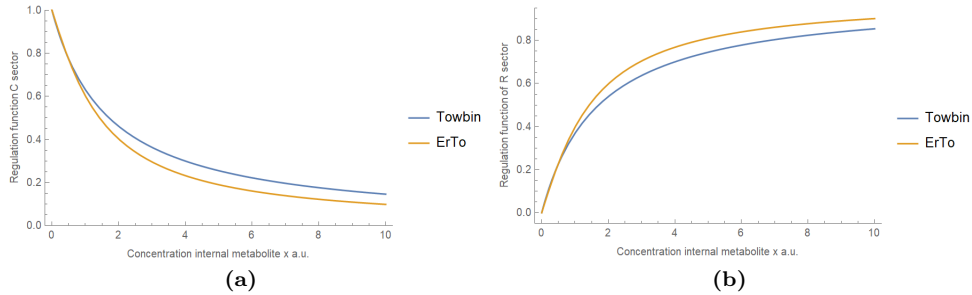 1.0
0.8
0.6
0.4
0.2
0.0
0
2
4
6
8
10
Regulation function C sector
Concentration internal metabolite x a.u.
Towbin
ErTo
(a)
0.8
0.6
0.4
0.2
0.0
0
2
4
6
8
10
Regulation function of R sector
Concentration internal metabolite x a.u.
Towbin
ErTo
(b)